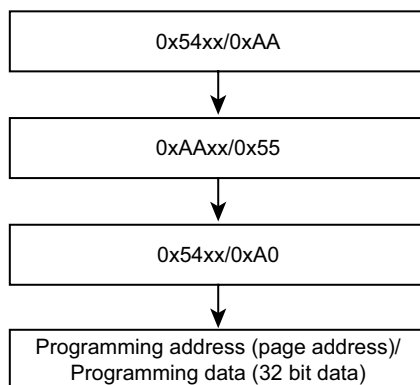 0x54xx/0xAA
0xAAxx/0x55
0x54xx/0xA0
Programming address (page address)/
Programming data (32 bit data)